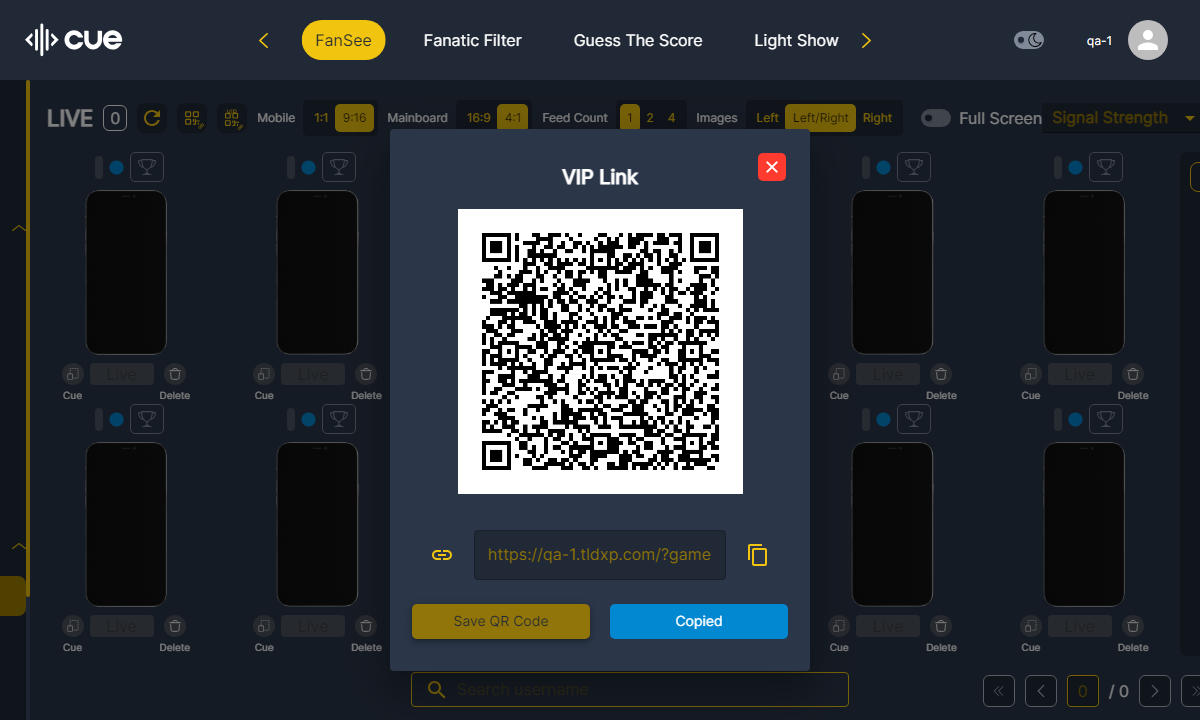 cue
FanSee
Fanatic Filter
Guess The Score
Light Show
qa-1
LIVE 0
Mobile 1:1 9:16
Mainboard 16:9 4:1
Feed Count 1 2 4
Images Left Left/Right Right
Full Screen
Signal Strength
VIP Link
Live Live Live Live
Cue Delete Cue Delete Cue Delete Cue Delete
https://qa-1.tldxp.com/?game
Save QR Code
Copied
Live Live Live Live
Cue Delete Cue Delete Cue Delete Cue Delete
Search username
0 / 0